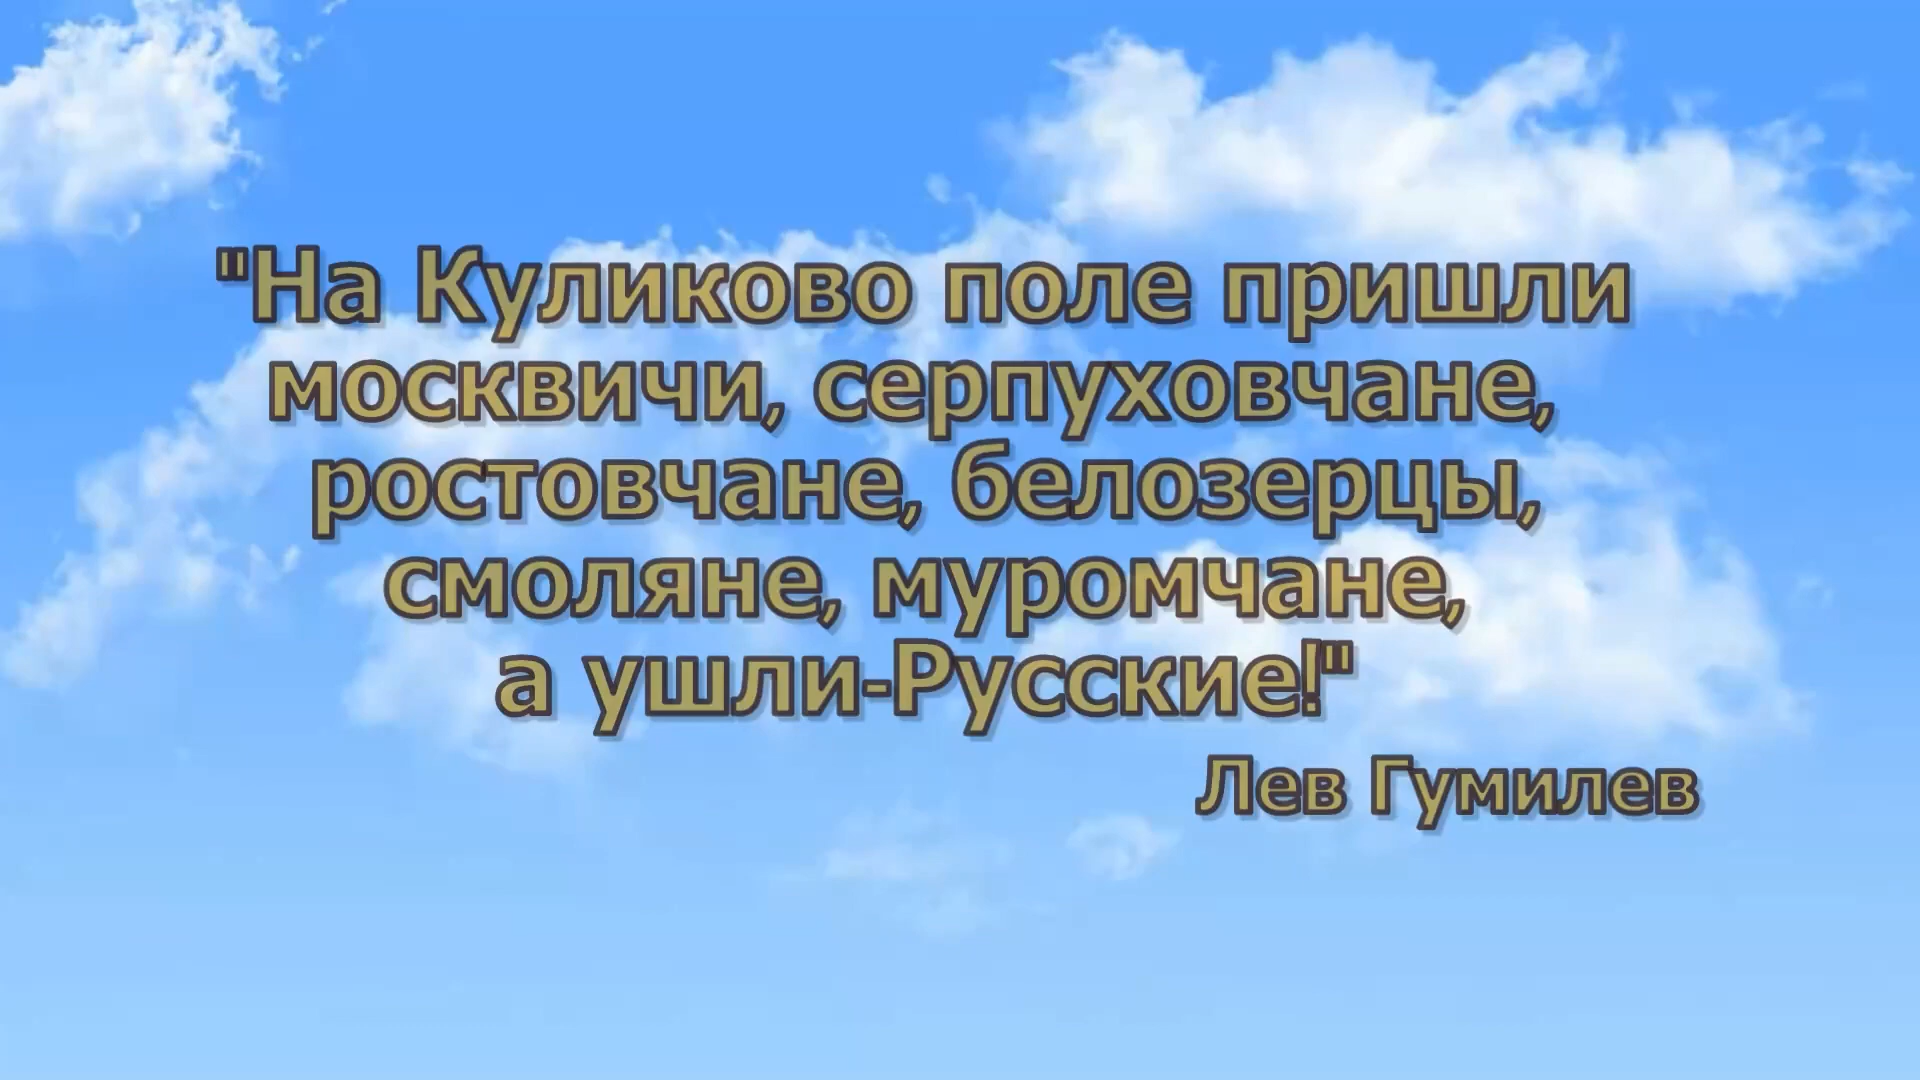 "На Куликово поле пришли
москвичи, серпуховчане,
ростовчане, белозерцы,
смоляне, муромчане,
а ушли-Русские!"
Лев Гумилев